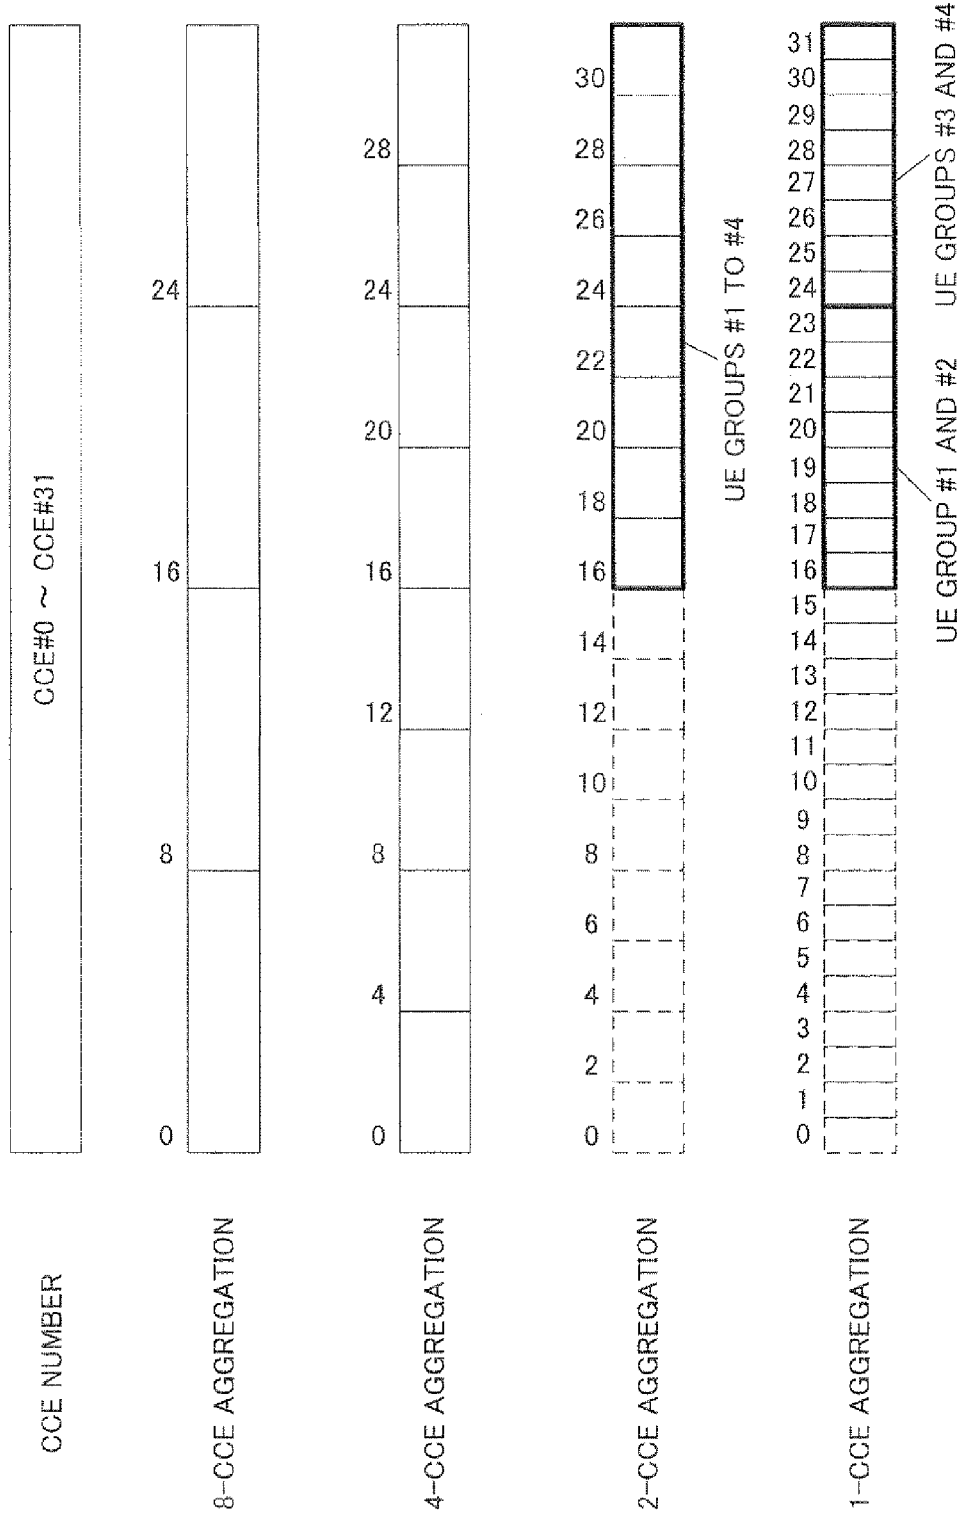 CCE NUMBER
CCE#0 ~ CCE#31
8-CCE AGGREGATION
0 8 16 24
4-CCE AGGREGATION
0 4 8 12 16 20 24 28
2-CCE AGGREGATION
0 2 4 6 8 10 12 14 16 18 20 22 24 26 28 30
UE GROUPS #1 TO #4
1-CCE AGGREGATION
0 1 2 3 4 5 6 7 8 9 10 11 12 13 14 15 16 17 18 19 20 21 22 23 24 25 26 27 28 29 30 31
UE GROUP #1 AND #2
UE GROUPS #3 AND #4